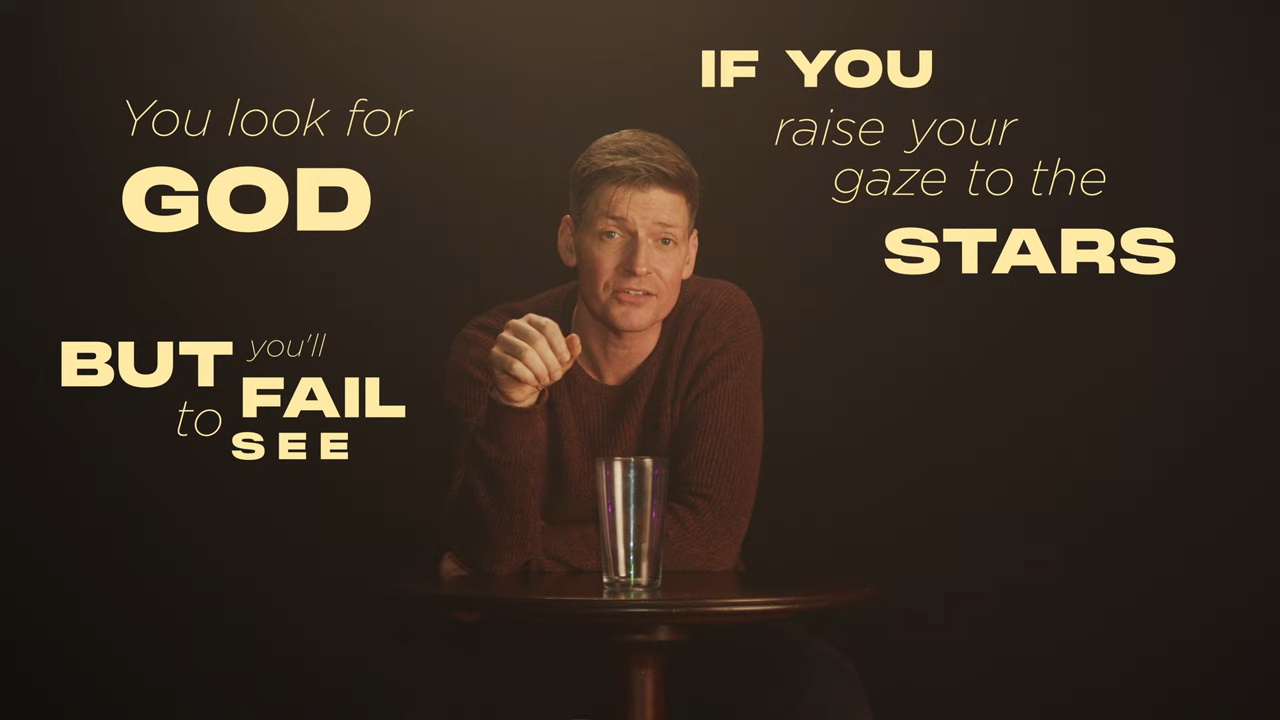 You look for
GOD
BUT you'll
to FAIL
SEE
IF YOU
raise your
gaze to the
STARS